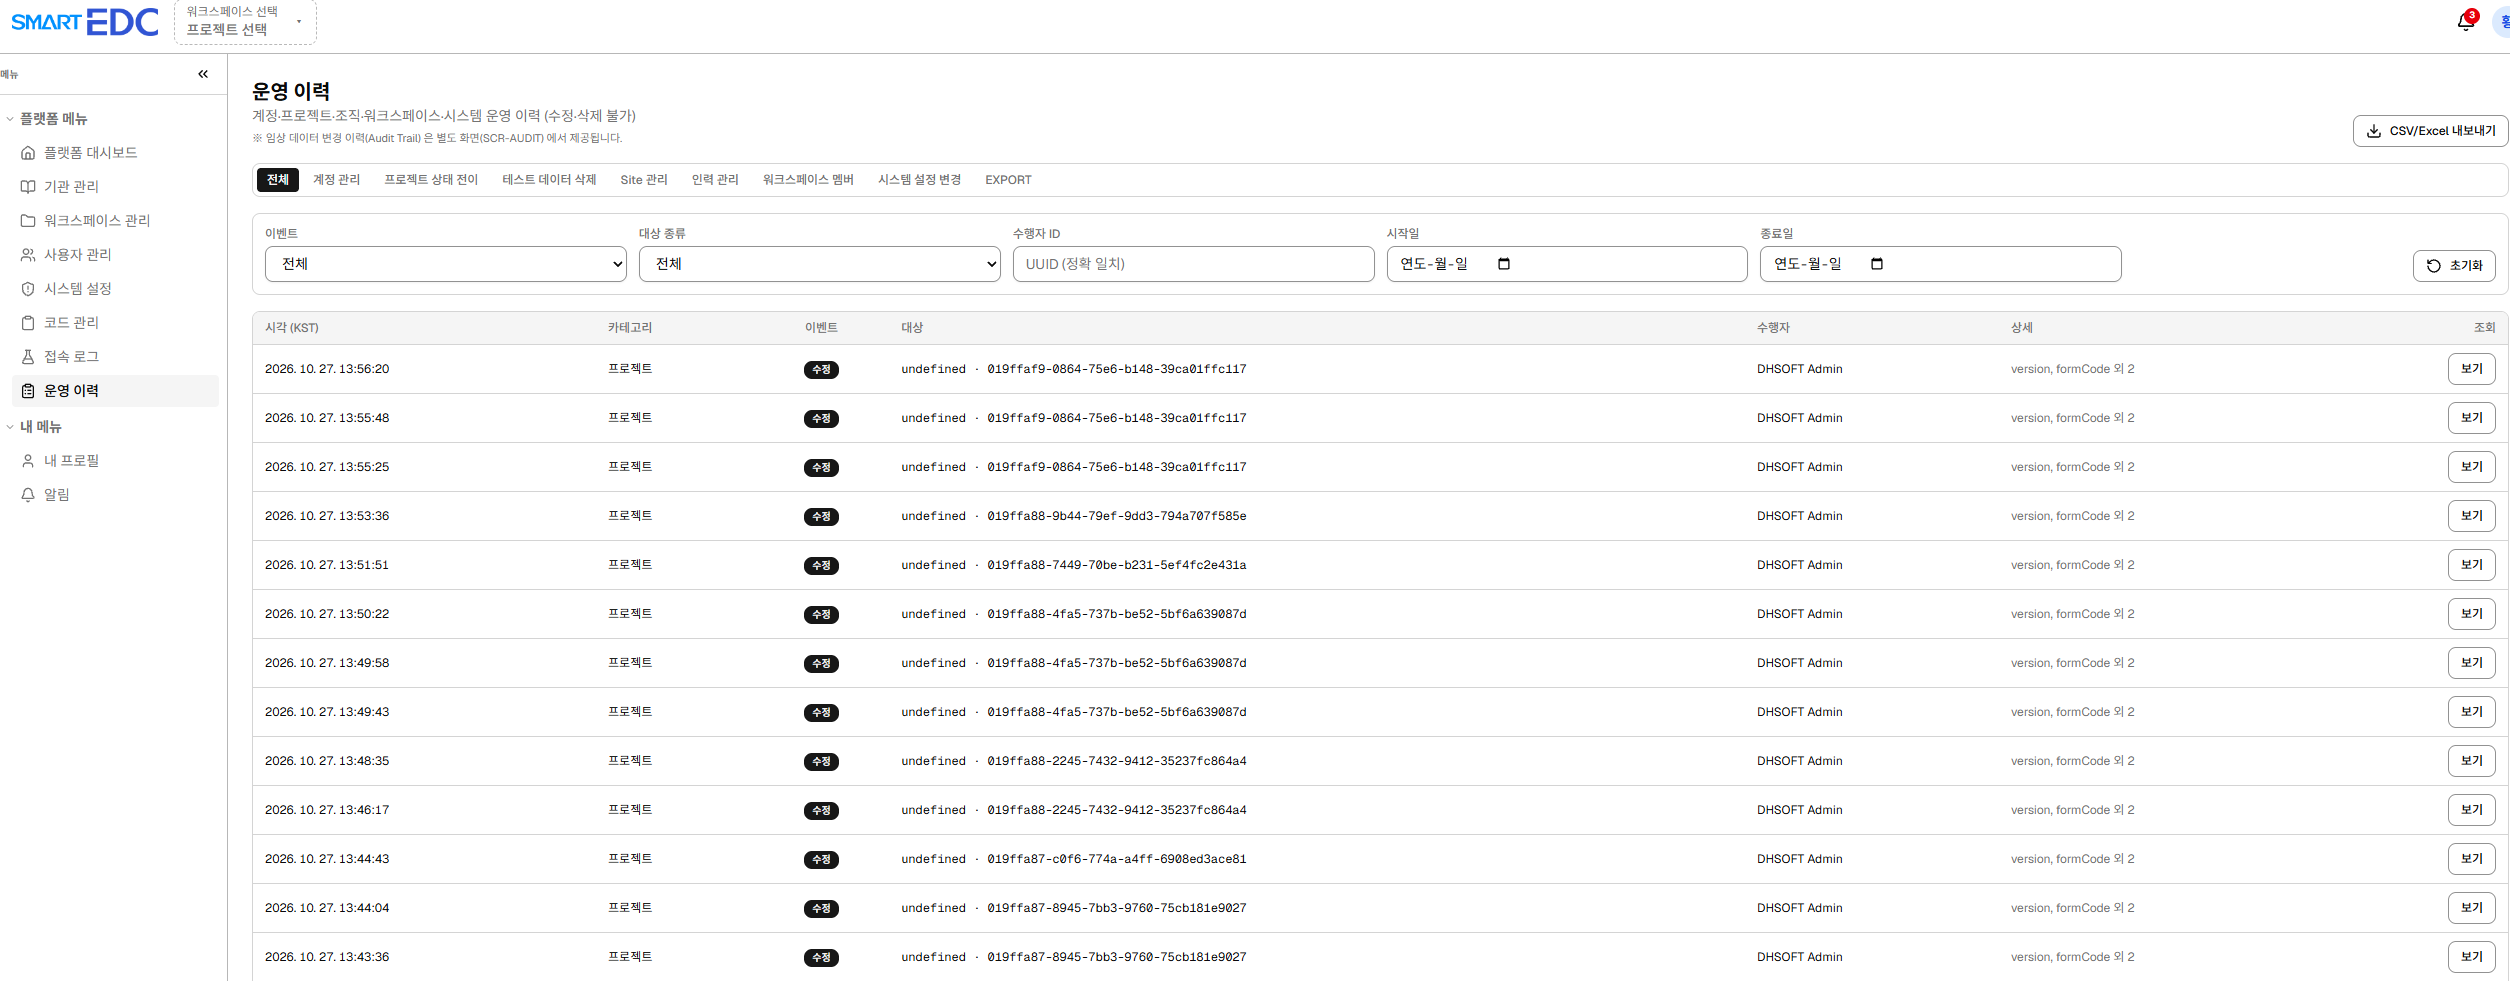 SMART EDC
워크스페이스 선택
프로젝트 선택
3
황
메뉴
플랫폼 메뉴
플랫폼 대시보드
기관 관리
워크스페이스 관리
사용자 관리
시스템 설정
코드 관리
접속 로그
운영 이력
내 메뉴
내 프로필
알림
운영 이력
계정·프로젝트·조직·워크스페이스·시스템 운영 이력 (수정·삭제 불가)
※ 임상 데이터 변경 이력(Audit Trail) 은 별도 화면(SCR-AUDIT) 에서 제공됩니다.
CSV/Excel 내보내기
전체 계정 관리 프로젝트 상태 전이 테스트 데이터 삭제 Site 관리 인력 관리 워크스페이스 멤버 시스템 설정 변경 EXPORT
이벤트 대상 종류 수행자 ID 시작일 종료일
전체 전체 UUID (정확 일치) 연도-월-일 연도-월-일 초기화
시각 (KST) 카테고리 이벤트 대상 수행자 상세 조회
2026. 10. 27. 13:56:20 프로젝트 수정 undefined · 019ffaf9-0864-75e6-b148-39ca01ffc117 DHSOFT Admin version, formCode 외 2 보기
2026. 10. 27. 13:55:48 프로젝트 수정 undefined · 019ffaf9-0864-75e6-b148-39ca01ffc117 DHSOFT Admin version, formCode 외 2 보기
2026. 10. 27. 13:55:25 프로젝트 수정 undefined · 019ffaf9-0864-75e6-b148-39ca01ffc117 DHSOFT Admin version, formCode 외 2 보기
2026. 10. 27. 13:53:36 프로젝트 수정 undefined · 019ffa88-9b44-79ef-9dd3-794a707f585e DHSOFT Admin version, formCode 외 2 보기
2026. 10. 27. 13:51:51 프로젝트 수정 undefined · 019ffa88-7449-70be-b231-5ef4fc2e431a DHSOFT Admin version, formCode 외 2 보기
2026. 10. 27. 13:50:22 프로젝트 수정 undefined · 019ffa88-4fa5-737b-be52-5bf6a639087d DHSOFT Admin version, formCode 외 2 보기
2026. 10. 27. 13:49:58 프로젝트 수정 undefined · 019ffa88-4fa5-737b-be52-5bf6a639087d DHSOFT Admin version, formCode 외 2 보기
2026. 10. 27. 13:49:43 프로젝트 수정 undefined · 019ffa88-4fa5-737b-be52-5bf6a639087d DHSOFT Admin version, formCode 외 2 보기
2026. 10. 27. 13:48:35 프로젝트 수정 undefined · 019ffa88-2245-7432-9412-35237fc864a4 DHSOFT Admin version, formCode 외 2 보기
2026. 10. 27. 13:46:17 프로젝트 수정 undefined · 019ffa88-2245-7432-9412-35237fc864a4 DHSOFT Admin version, formCode 외 2 보기
2026. 10. 27. 13:44:43 프로젝트 수정 undefined · 019ffa87-c0f6-774a-a4ff-6908ed3ace81 DHSOFT Admin version, formCode 외 2 보기
2026. 10. 27. 13:44:04 프로젝트 수정 undefined · 019ffa87-8945-7bb3-9760-75cb181e9027 DHSOFT Admin version, formCode 외 2 보기
2026. 10. 27. 13:43:36 프로젝트 수정 undefined · 019ffa87-8945-7bb3-9760-75cb181e9027 DHSOFT Admin version, formCode 외 2 보기